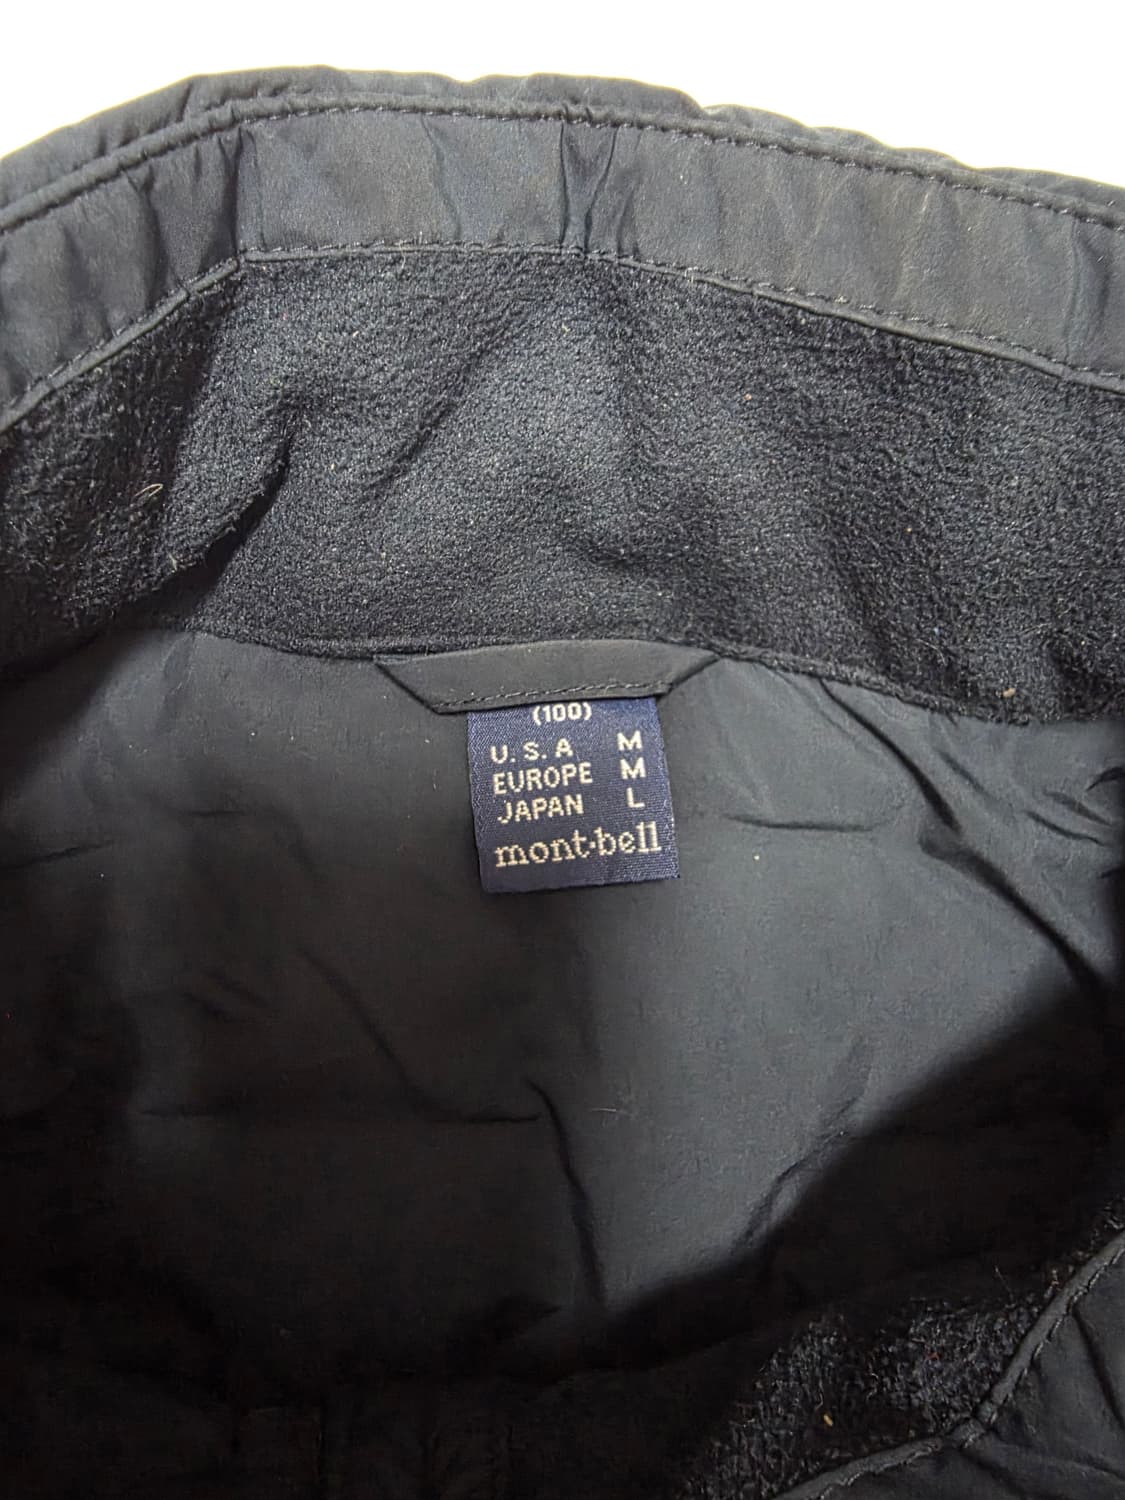 (100)
U.S.A M
EUROPE M
JAPAN L
mont·bell